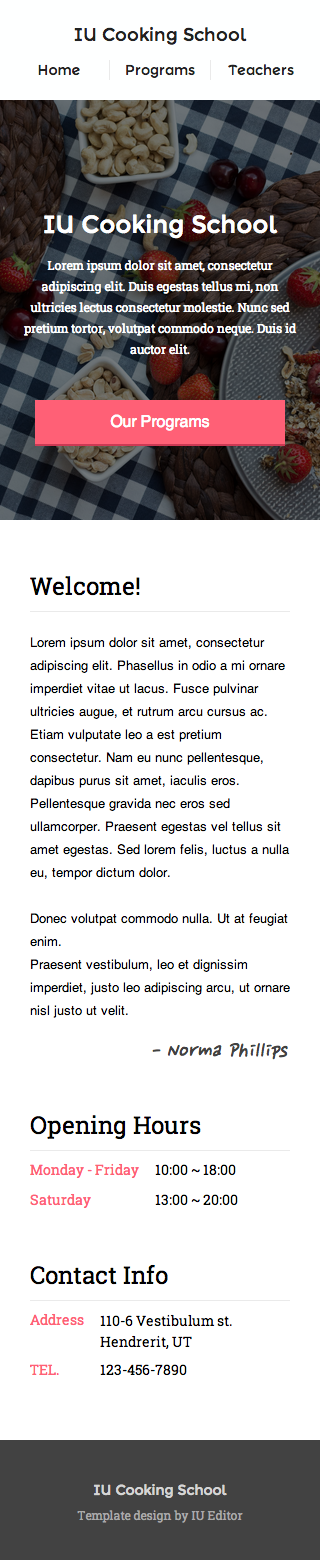 IU Cooking School
Home
Programs
Teachers
IU Cooking School
Lorem ipsum dolor sit amet, consectetur
adipiscing elit. Duis egestas tellus mi, non
ultricies lectus consectetur molestie. Nunc sed
pretium tortor, volutpat commodo neque. Duis id
auctor elit.
Our Programs
Welcome!
Lorem ipsum dolor sit amet, consectetur
adipiscing elit. Phasellus in odio a mi ornare
imperdiet vitae ut lacus. Fusce pulvinar
ultricies augue, et rutrum arcu cursus ac.
Etiam vulputate leo a est pretium
consectetur. Nam eu nunc pellentesque,
dapibus purus sit amet, iaculis eros.
Pellentesque gravida nec eros sed
ullamcorper. Praesent egestas vel tellus sit
amet egestas. Sed lorem felis, luctus a nulla
eu, tempor dictum dolor.
Donec volutpat commodo nulla. Ut at feugiat
enim.
Praesent vestibulum, leo et dignissim
imperdiet, justo leo adipiscing arcu, ut ornare
nisl justo ut velit.
- Norma Phillips
Opening Hours
Monday - Friday 10:00 ~ 18:00
Saturday 13:00 ~ 20:00
Contact Info
Address 110-6 Vestibulum st.
Hendrerit, UT
TEL. 123-456-7890
IU Cooking School
Template design by IU Editor